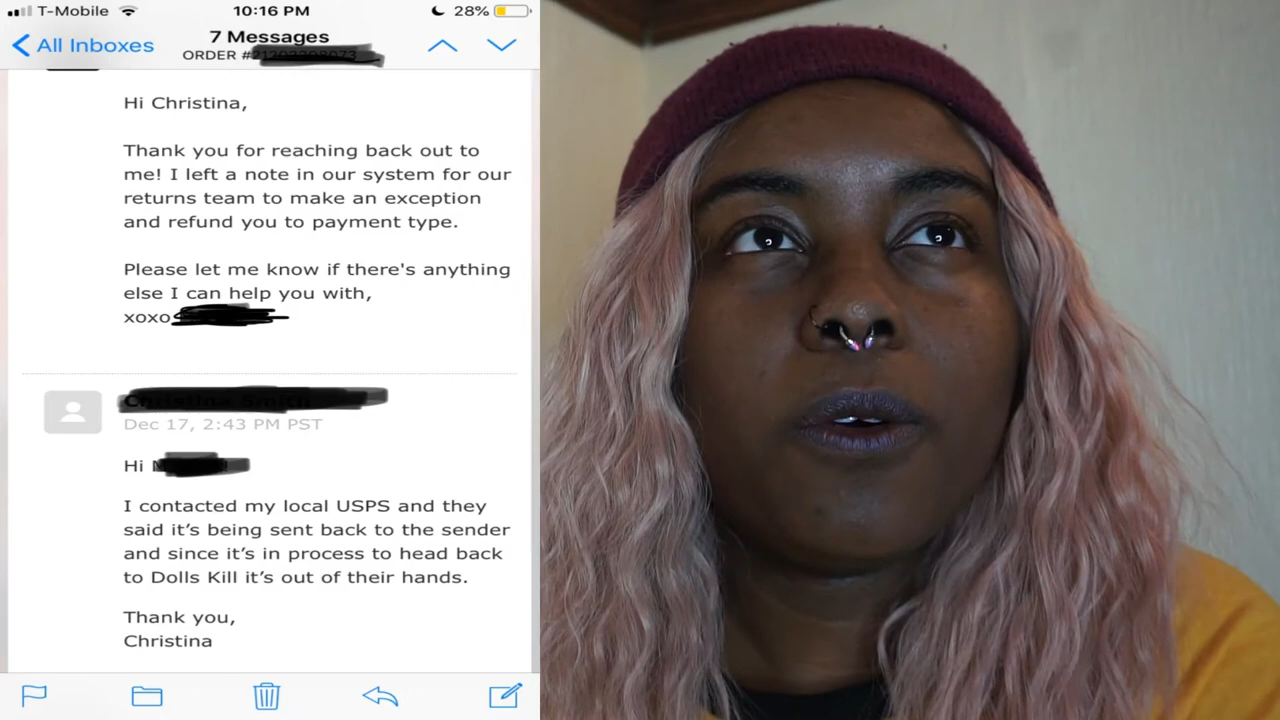 T-Mobile 10:16 PM 28%
All Inboxes
7 Messages
ORDER #
Hi Christina,
Thank you for reaching back out to
me! I left a note in our system for our
returns team to make an exception
and refund you to payment type.
Please let me know if there's anything
else I can help you with,
xoxo
Dec 17, 2:43 PM PST
Hi
I contacted my local USPS and they
said it's being sent back to the sender
and since it's in process to head back
to Dolls Kill it's out of their hands.
Thank you,
Christina